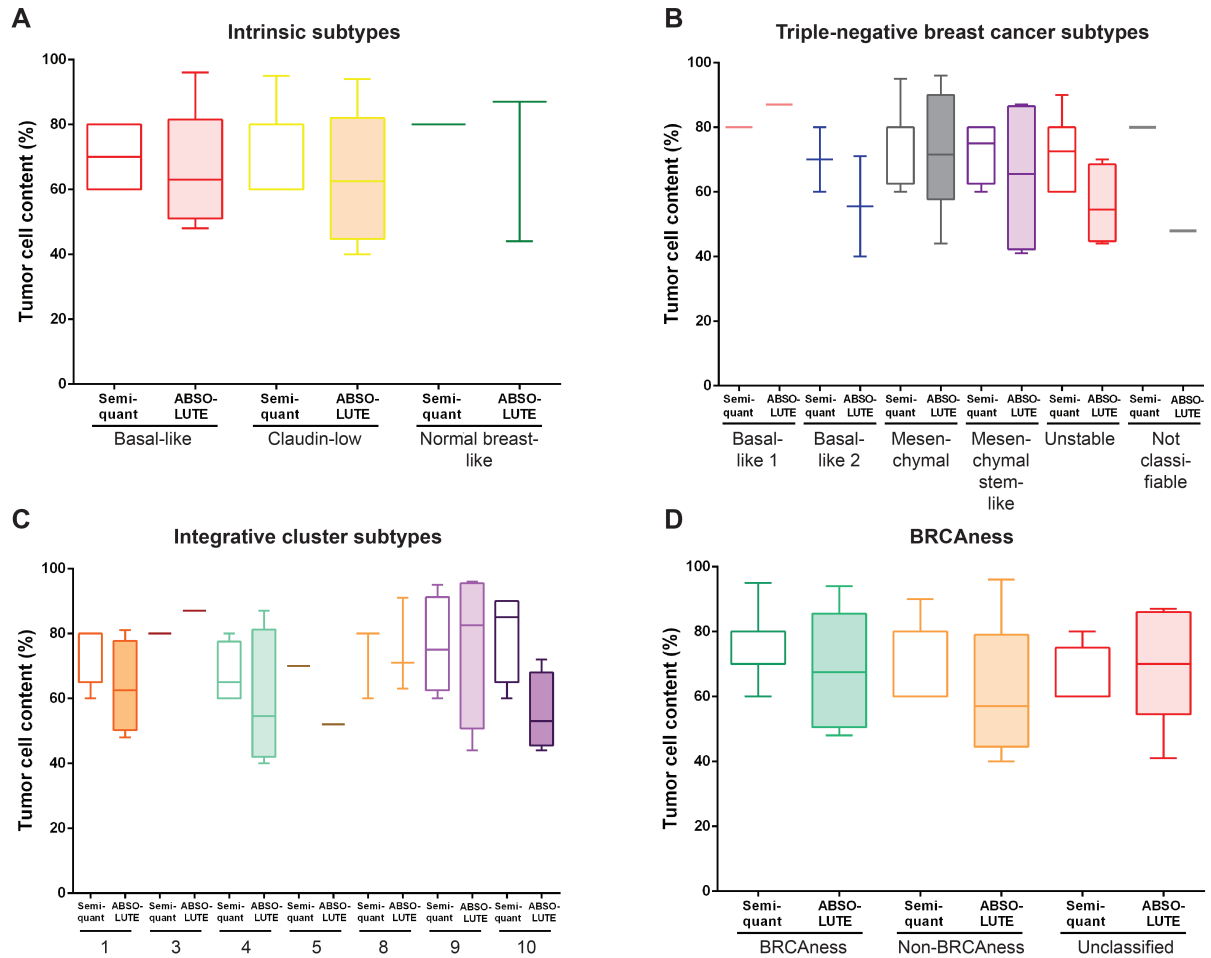 A
Intrinsic subtypes
Tumor cell content (%)
100
80
60
40
20
0
Semi-
quant
ABSO-
LUTE
Semi-
quant
ABSO-
LUTE
Semi-
quant
ABSO-
LUTE
Basal-like
Claudin-low
Normal breast-
like
B
Triple-negative breast cancer subtypes
Tumor cell content (%)
100
80
60
40
20
0
Semi-
quant
ABSO-
LUTE
Semi-
quant
ABSO-
LUTE
Semi-
quant
ABSO-
LUTE
Semi-
quant
ABSO-
LUTE
Semi-
quant
ABSO-
LUTE
Semi-
quant
ABSO-
LUTE
Basal-
like 1
Basal-
like 2
Mesen-
chymal
Mesen-
chymal
stem-
like
Unstable
Not
classi-
fiable
C
Integrative cluster subtypes
Tumor cell content (%)
100
80
60
40
20
0
Semi-
quant
ABSO-
LUTE
Semi-
quant
ABSO-
LUTE
Semi-
quant
ABSO-
LUTE
Semi-
quant
ABSO-
LUTE
Semi-
quant
ABSO-
LUTE
Semi-
quant
ABSO-
LUTE
Semi-
quant
ABSO-
LUTE
1
3
4
5
8
9
10
D
BRCAness
Tumor cell content (%)
100
80
60
40
20
0
Semi-
quant
ABSO-
LUTE
Semi-
quant
ABSO-
LUTE
Semi-
quant
ABSO-
LUTE
BRCAness
Non-BRCAness
Unclassified